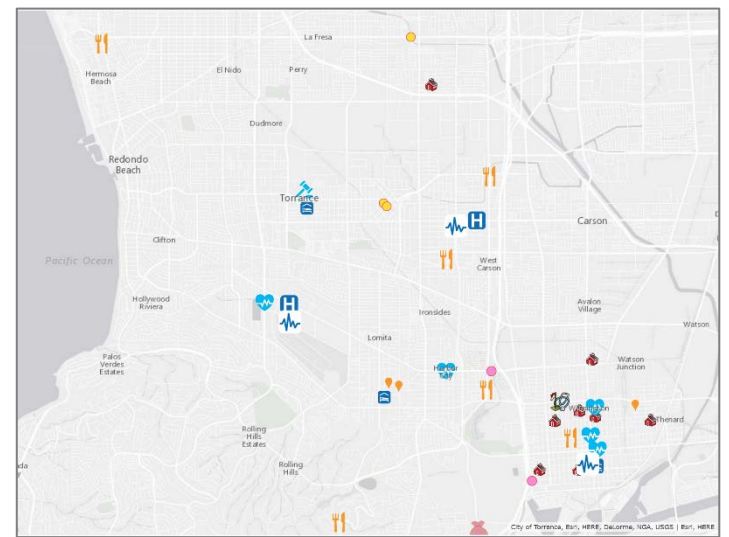 La Fresa
Hermosa
Beach
El Nido
Perry
Dudmore
Redondo
Beach
Torrance
Carson
Clifton
West
Carson
Pacific Ocean
Hollywood
Riviera
Avalon
Village
Ironsides
Watson
Lomita
Palos
Verdes
Estates
Watson
Junction
Harbor
City
Wilmington
Thenard
Rolling
Hills
Estates
Rolling
Hills
City of Torrance, Esri, HERE, DeLorme, NGA, USGS | Esri, HERE